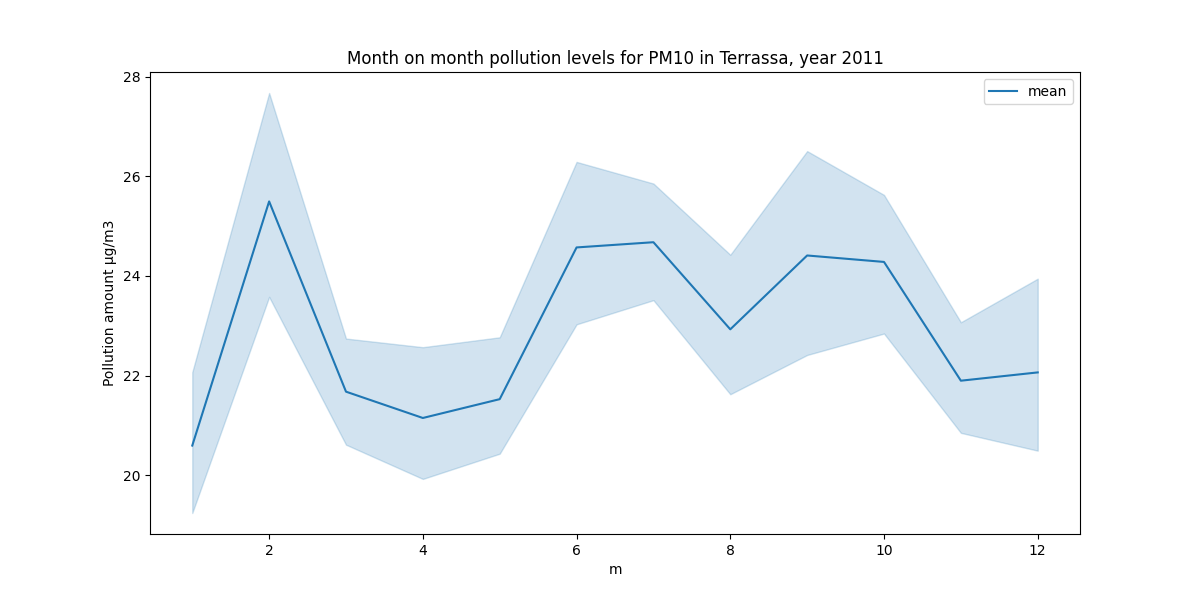 Month on month pollution levels for PM10 in Terrassa, year 2011
mean
Pollution amount µg/m3
28
26
24
22
20
2
4
6
8
10
12
m